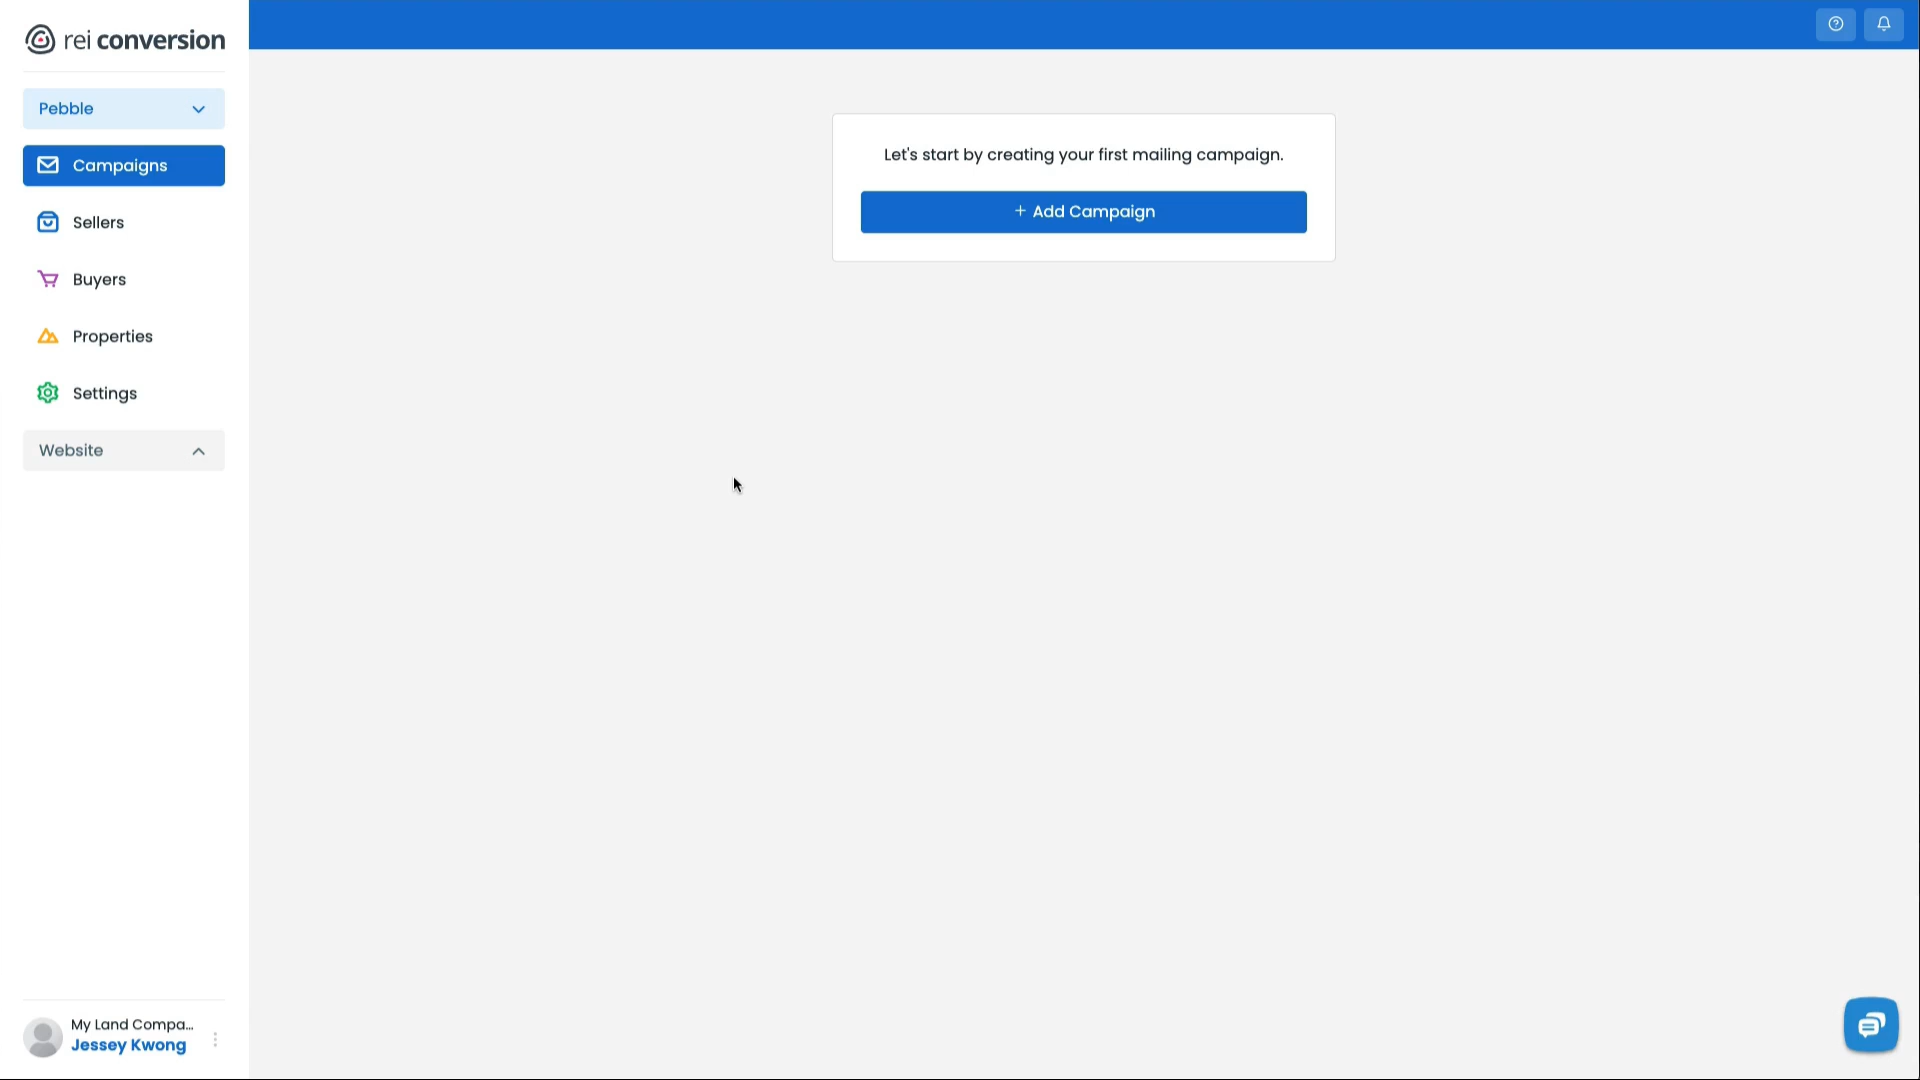 rei conversion
Pebble
Campaigns
Sellers
Buyers
Properties
Settings
Website
Let's start by creating your first mailing campaign.
+ Add Campaign
My Land Compa...
Jessey Kwong